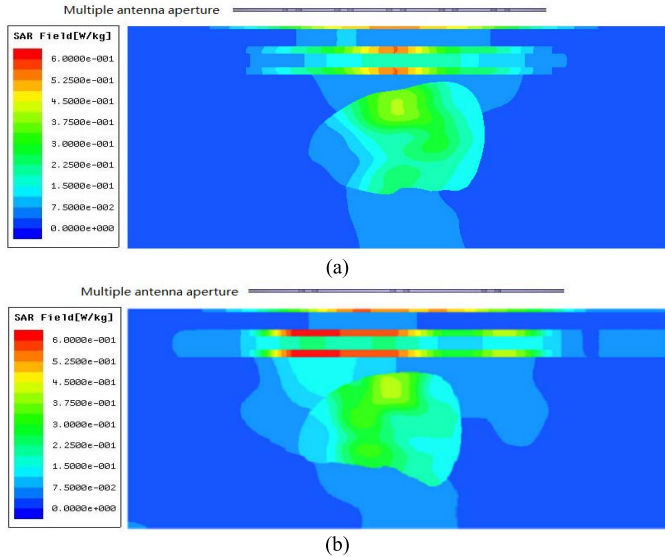 Multiple antenna aperture
SAR Field[W/kg]
6.0000e-001
5.2500e-001
4.5000e-001
3.7500e-001
3.0000e-001
2.2500e-001
1.5000e-001
7.5000e-002
0.0000e+000
(a)
Multiple antenna aperture
SAR Field[W/kg]
6.0000e-001
5.2500e-001
4.5000e-001
3.7500e-001
3.0000e-001
2.2500e-001
1.5000e-001
7.5000e-002
0.0000e+000
(b)